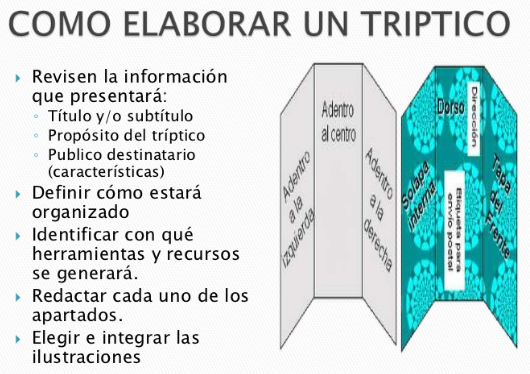 COMO ELABORAR UN TRIPTICO
Revisen la información
que presentará:
Título y/o subtítulo
Propósito del tríptico
Publico destinatario
(características)
Definir cómo estará
organizado
Identificar con qué
herramientas y recursos
se generará.
Redactar cada uno de los
apartados.
Elegir e integrar las
ilustraciones
Adentro
a la
izquierda
Adentro
al centro
Adentro
a la
derecha
Solapa
interna
Dorso
Dirección
Etiqueta para
envío postal
Tapa
del
Frente